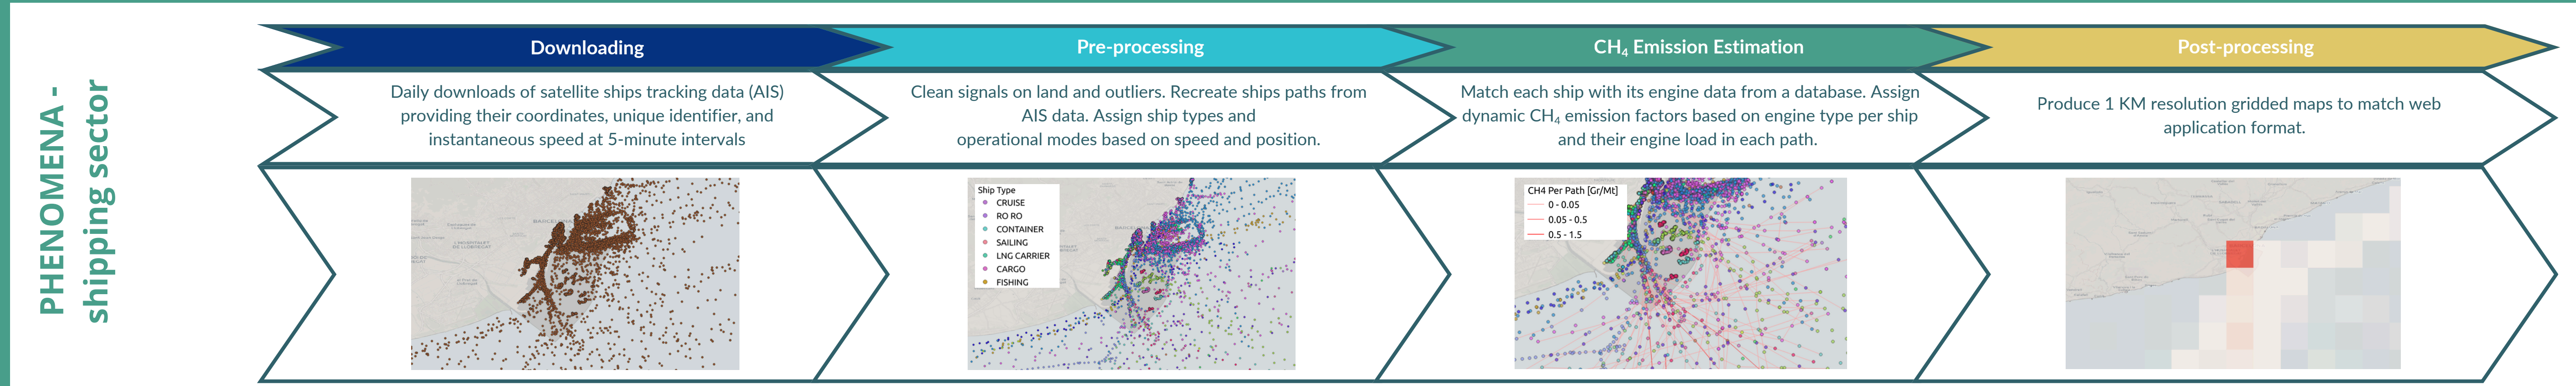 PHENOMENA -
shipping sector
Downloading
Pre-processing
CH₄ Emission Estimation
Post-processing
Daily downloads of satellite ships tracking data (AIS)
providing their coordinates, unique identifier, and
instantaneous speed at 5-minute intervals
Clean signals on land and outliers. Recreate ships paths from
AIS data. Assign ship types and
operational modes based on speed and position.
Match each ship with its engine data from a database. Assign
dynamic CH₄ emission factors based on engine type per ship
and their engine load in each path.
Produce 1 KM resolution gridded maps to match web
application format.
Ship Type
CRUISE
RO RO
CONTAINER
SAILING
LNG CARRIER
CARGO
FISHING
CH4 Per Path [Gr/Mt]
0 - 0.05
0.05 - 0.5
0.5 - 1.5